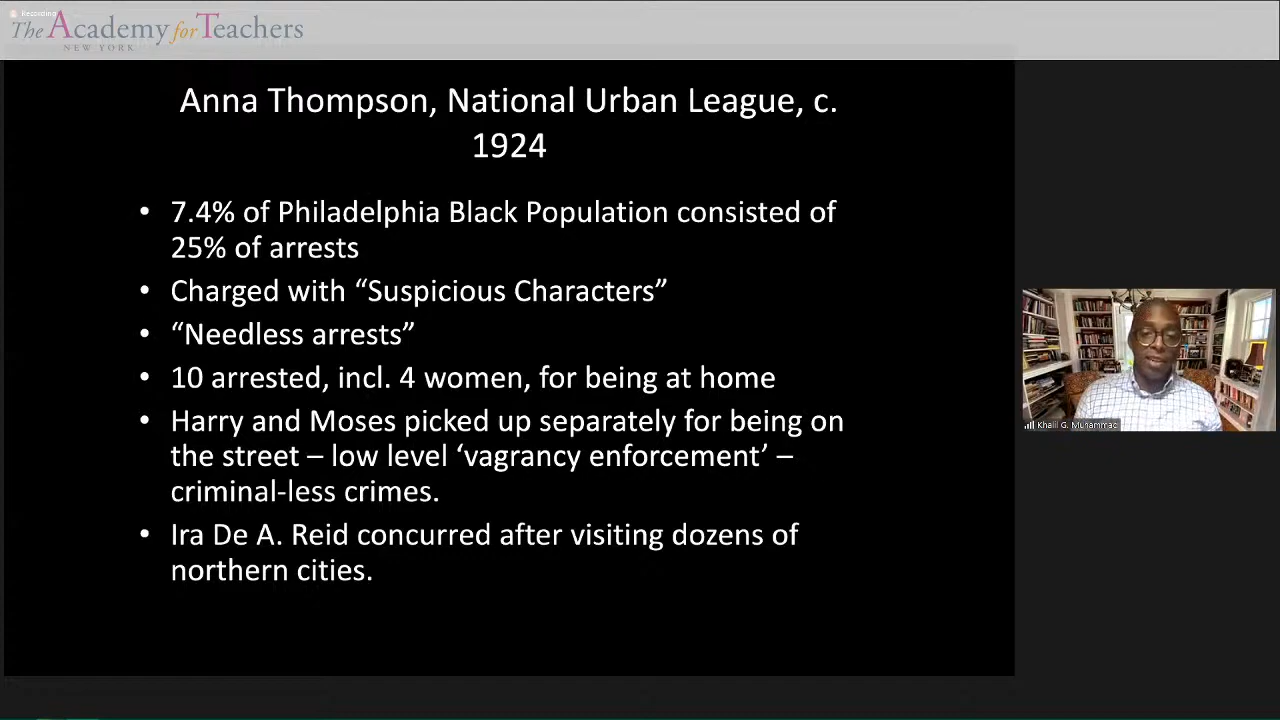 Recording
The Academy for Teachers
NEW YORK
Anna Thompson, National Urban League, c.
1924
• 7.4% of Philadelphia Black Population consisted of
25% of arrests
• Charged with “Suspicious Characters”
• “Needless arrests”
• 10 arrested, incl. 4 women, for being at home
• Harry and Moses picked up separately for being on
the street – low level ‘vagrancy enforcement’ –
criminal-less crimes.
• Ira De A. Reid concurred after visiting dozens of
northern cities.
Khalil G. Muhammad